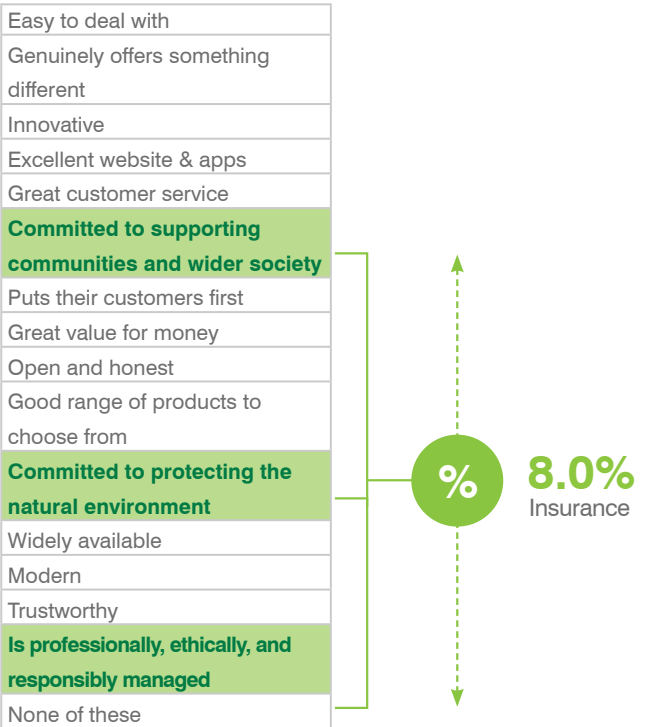 Easy to deal with
Genuinely offers something
different
Innovative
Excellent website & apps
Great customer service
Committed to supporting
communities and wider society
Puts their customers first
Great value for money
Open and honest
Good range of products to
choose from
Committed to protecting the
natural environment
Widely available
Modern
Trustworthy
Is professionally, ethically, and
responsibly managed
None of these
%
8.0%
Insurance